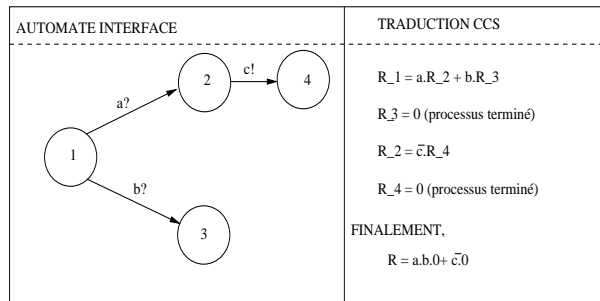 AUTOMATE INTERFACE
a?
c!
b?
1
2
4
3
TRADUCTION CCS
R_1 = a.R_2 + b.R_3
R_3 = 0 (processus terminé)
R_2 = c̄.R_4
R_4 = 0 (processus terminé)
FINALEMENT,
R = a.b.0+ c̄.0